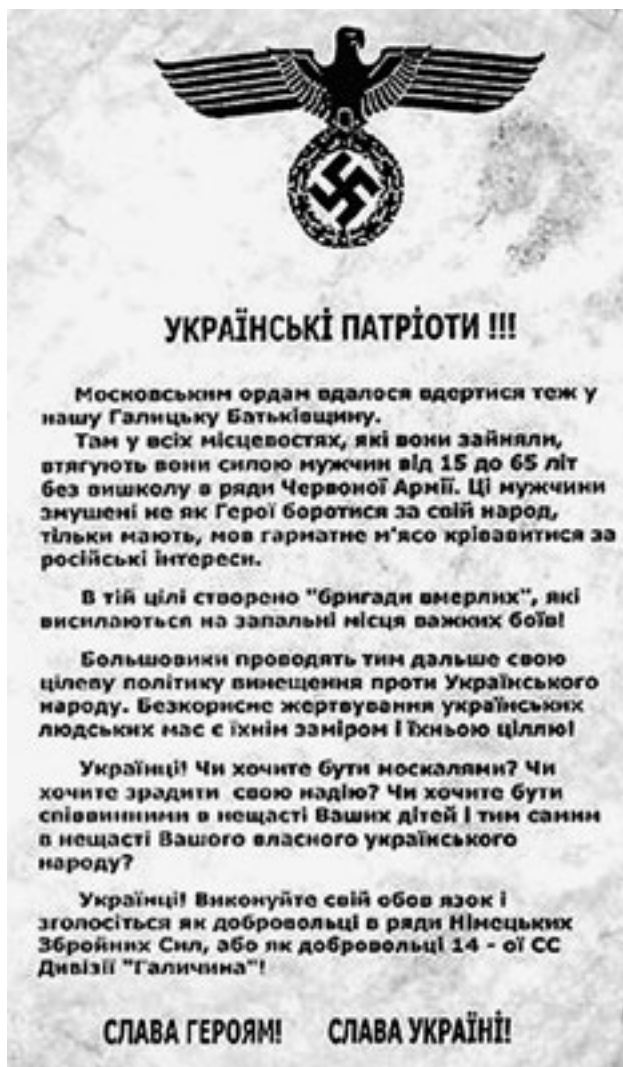 УКРАЇНСЬКІ ПАТРІОТИ !!!
Московським ордам вдалося вдертися теж у
нашу Галицьку Батьківщину.
Там у всіх місцевостях, які вони зайняли,
втягують вони силою мужчин від 15 до 65 літ
без вишколу в ряди Червоної Армії. Ці мужчини
змушені не як Герої боротися за свій народ,
тільки мають, мов гарматне м'ясо крівавитися за
російські інтереси.
В тій цілі створено "бригади вмерлих", які
висилаються на запальні місця важких боїв!
Большовики проводять тим дальше свою
цілеву політику винещення проти Українського
народу. Безкорисне жертвування українських
людських мас є їхнім заміром і їхньою ціллю!
Українці! Чи хочите бути москалями? Чи
хочите зрадити свою надію? Чи хочите бути
співвинними в нещасті Ваших дітей і тим самим
в нещасті Вашого власного українського
народу?
Українці! Виконуйте свій обов язок і
зголосіться як добровольці в ряди Німецьких
Збройних Сил, або як добровольці 14 - ої СС
Дивізії "Галичина"!
СЛАВА ГЕРОЯМ! СЛАВА УКРАЇНІ!